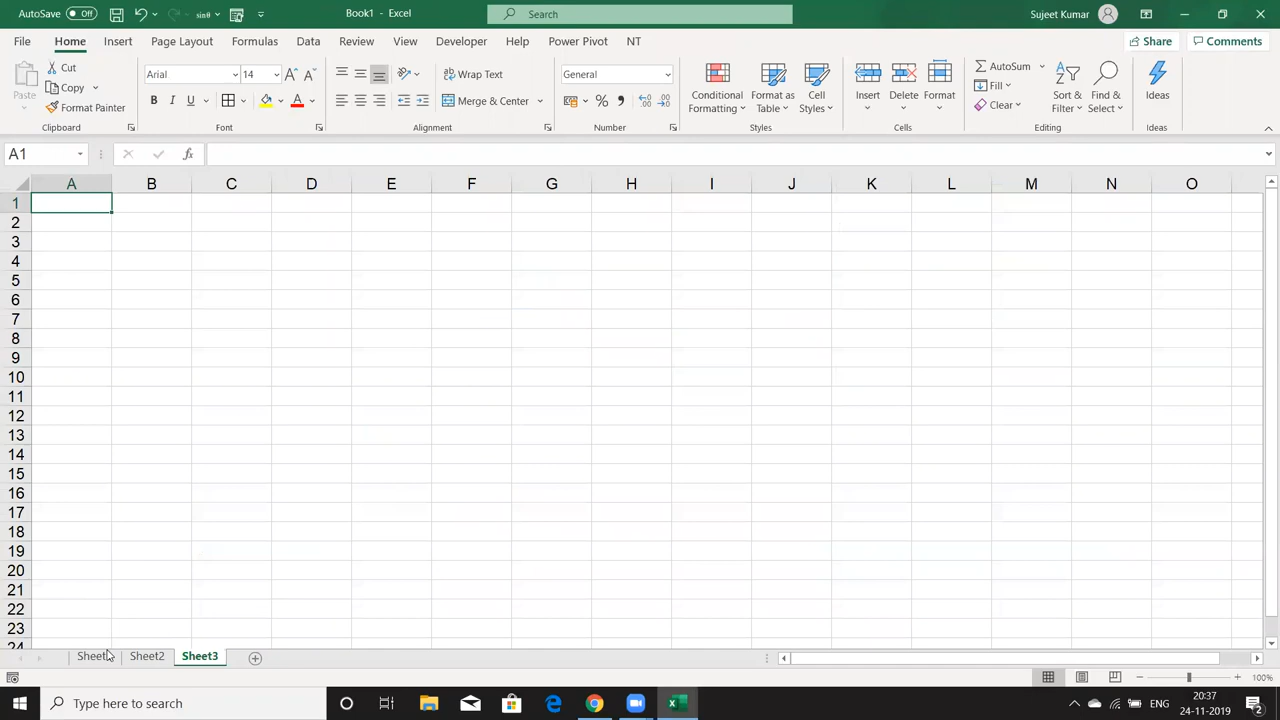 AutoSave Off Book1 - Excel Search Sujeet Kumar
File Home Insert Page Layout Formulas Data Review View Developer Help Power Pivot NT Share Comments
Paste Cut Copy Format Painter Clipboard
Arial 14 B I U A Font
Wrap Text Merge & Center Alignment
General % Number
Conditional Formatting Format as Table Cell Styles Styles
Insert Delete Format Cells
AutoSum Fill Clear Sort & Filter Find & Select Editing
Ideas Ideas
A1 fx
A B C D E F G H I J K L M N O
1
2
3
4
5
6
7
8
9
10
11
12
13
14
15
16
17
18
19
20
21
22
23
24
Sheet Sheet2 Sheet3
100%
Type here to search ENG 20:37
24-11-2019 2